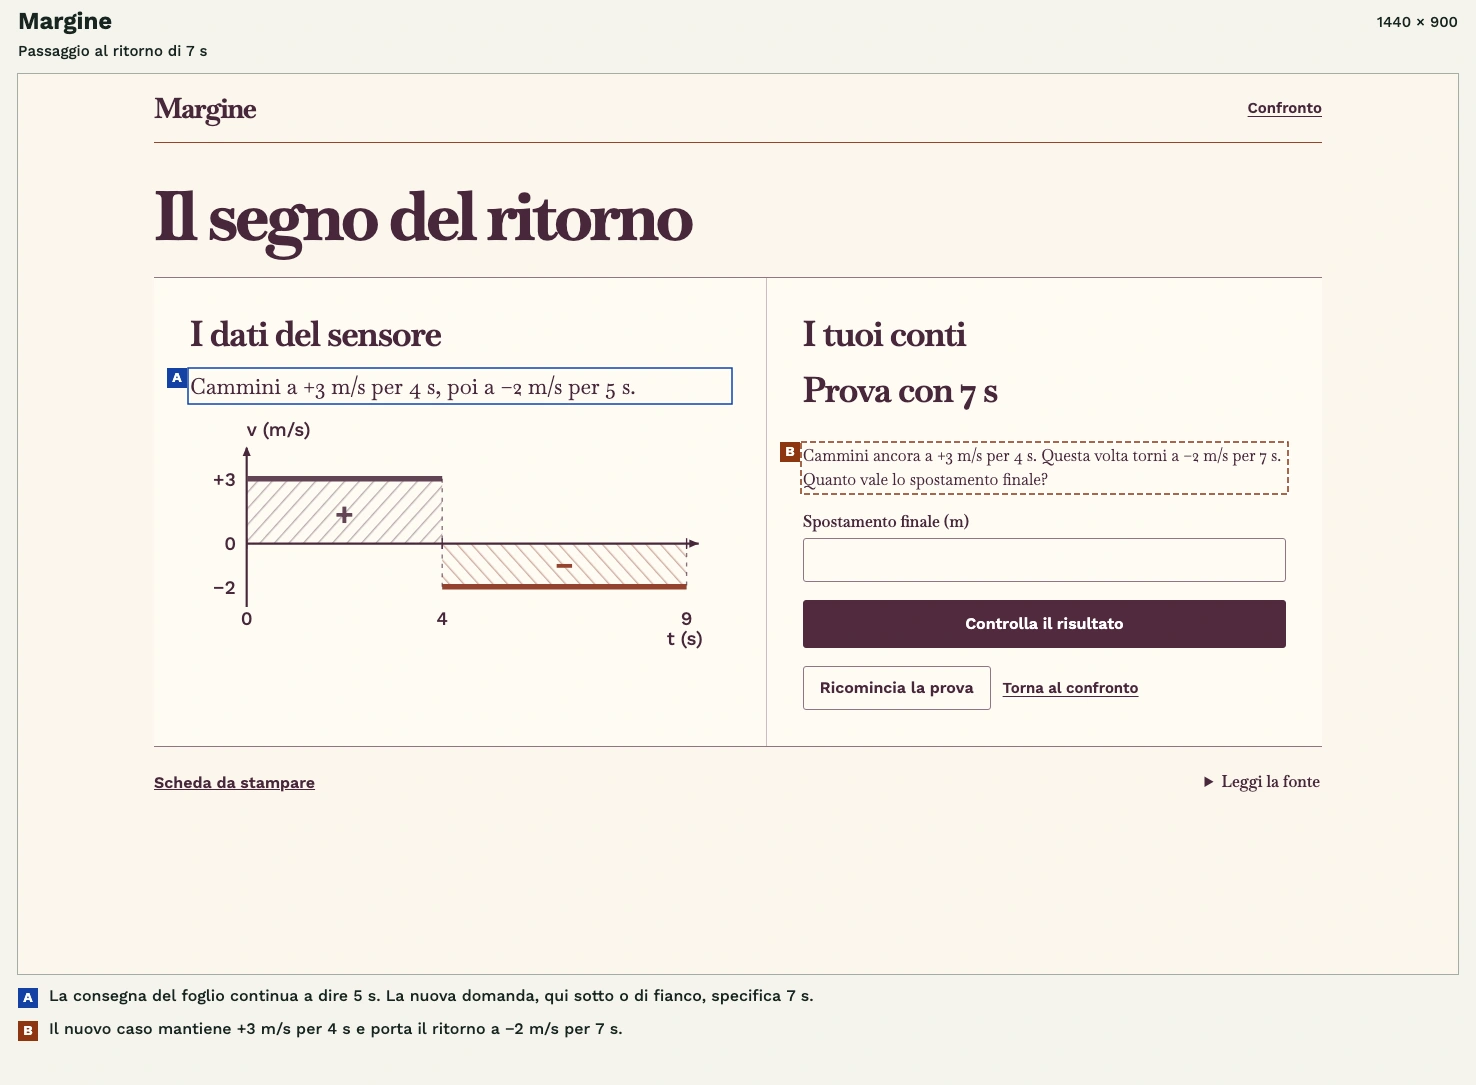 Margine
1440 × 900
Passaggio al ritorno di 7 s
Margine
Confronto
Il segno del ritorno
I dati del sensore
A
Cammini a +3 m/s per 4 s, poi a −2 m/s per 5 s.
v (m/s)
+3
+
0
−
−2
0
4
9
t (s)
I tuoi conti
Prova con 7 s
B
Cammini ancora a +3 m/s per 4 s. Questa volta torni a −2 m/s per 7 s.
Quanto vale lo spostamento finale?
Spostamento finale (m)
Controlla il risultato
Ricomincia la prova
Torna al confronto
Scheda da stampare
▶ Leggi la fonte
A La consegna del foglio continua a dire 5 s. La nuova domanda, qui sotto o di fianco, specifica 7 s.
B Il nuovo caso mantiene +3 m/s per 4 s e porta il ritorno a −2 m/s per 7 s.